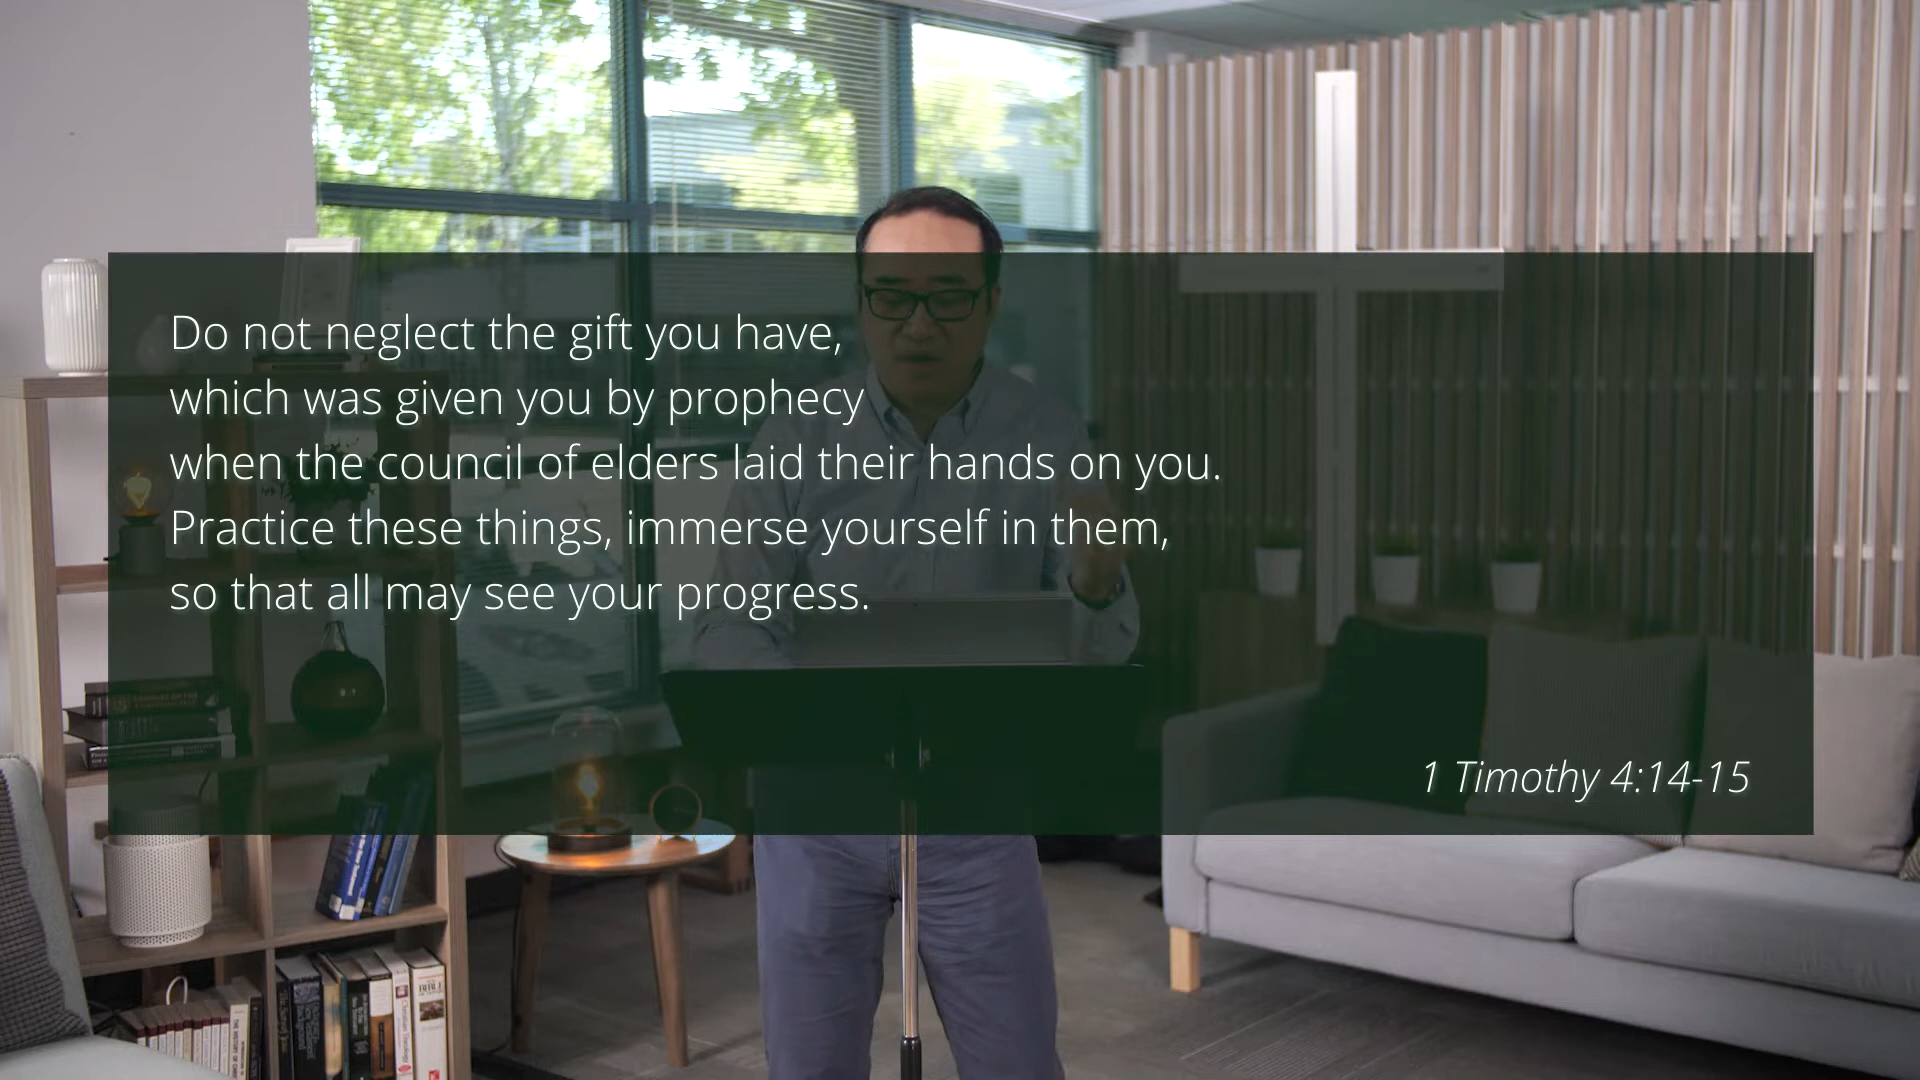 Do not neglect the gift you have,
which was given you by prophecy
when the council of elders laid their hands on you.
Practice these things, immerse yourself in them,
so that all may see your progress.
1 Timothy 4:14-15